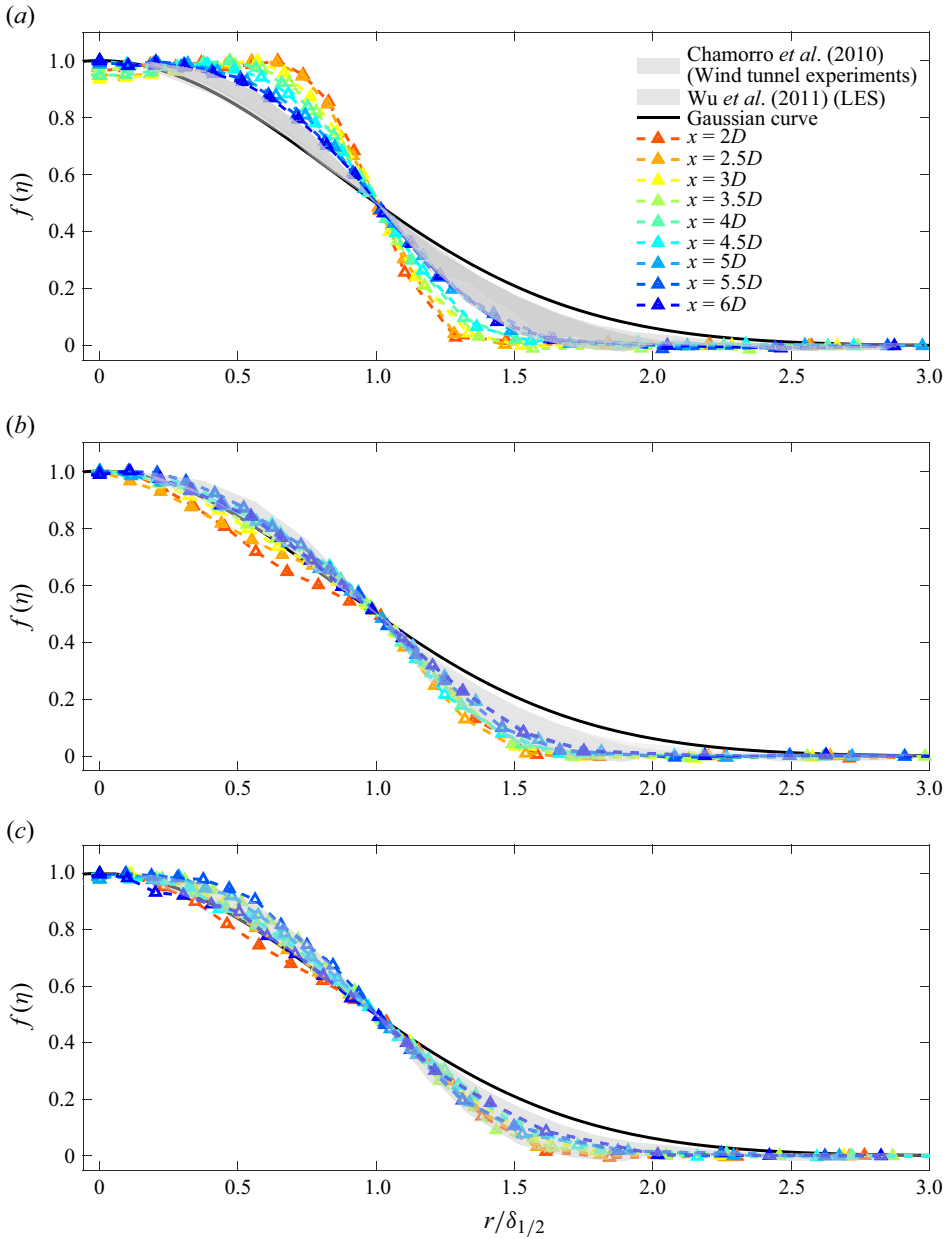 (a)
1.0
0.8
0.6
0.4
0.2
0
f(η)
Chamorro et al. (2010)
(Wind tunnel experiments)
Wu et al. (2011) (LES)
Gaussian curve
x = 2D
x = 2.5D
x = 3D
x = 3.5D
x = 4D
x = 4.5D
x = 5D
x = 5.5D
x = 6D
0 0.5 1.0 1.5 2.0 2.5 3.0
(b)
1.0
0.8
0.6
0.4
0.2
0
f(η)
0 0.5 1.0 1.5 2.0 2.5 3.0
(c)
1.0
0.8
0.6
0.4
0.2
0
f(η)
0 0.5 1.0 1.5 2.0 2.5 3.0
r/δ1/2